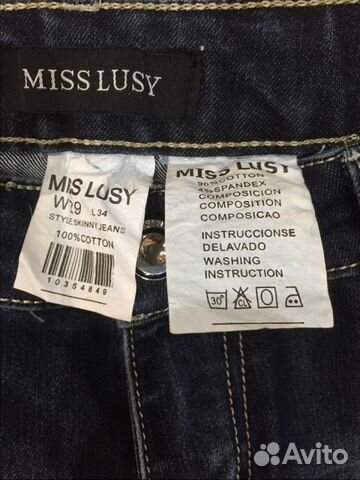 MISS LUSY
MISS LUSY
W29 L34
STYLE:SKINNY JEANS
100%COTTON
10354849
MISS LUSY
96%COTTON
4%SPANDEX
COMPOSICION
COMPOSITION
COMPOSICAO
INSTRUCCIONSE
DELAVADO
WASHING
INSTRUCTION
30° CL
Avito